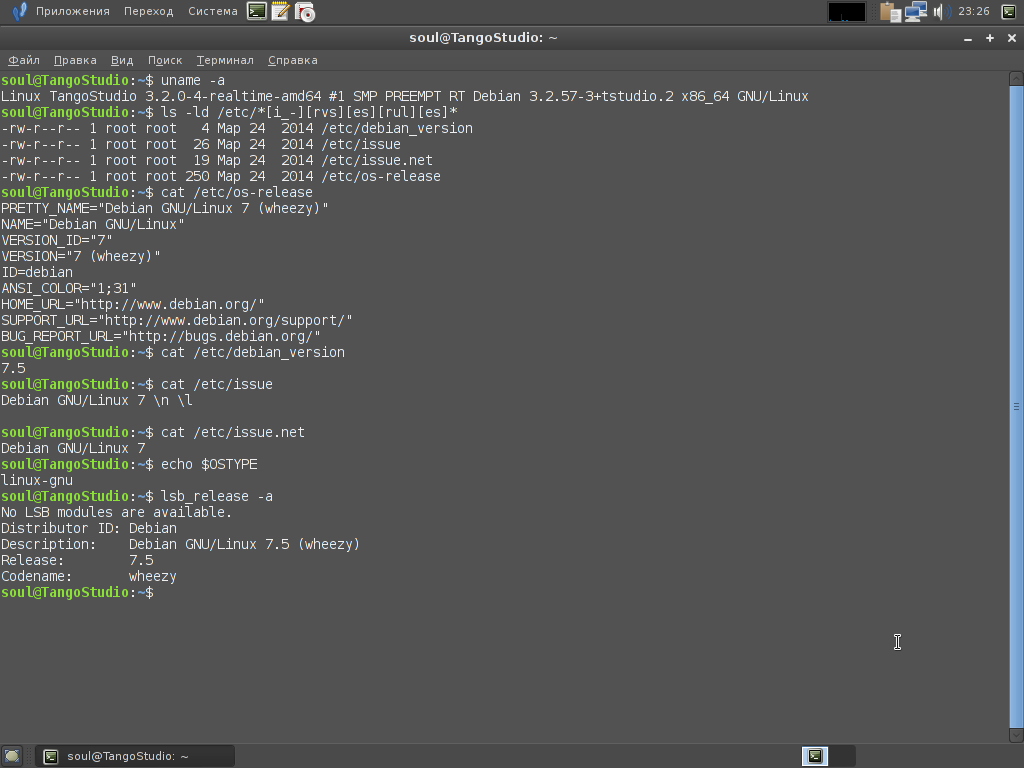 Приложения Переход Система 23:26
soul@TangoStudio: ~
Файл Правка Вид Поиск Терминал Справка
soul@TangoStudio:~$ uname -a
Linux TangoStudio 3.2.0-4-realtime-amd64 #1 SMP PREEMPT RT Debian 3.2.57-3+tstudio.2 x86_64 GNU/Linux
soul@TangoStudio:~$ ls -ld /etc/*[i_-][rvs][es][rul][es]*
-rw-r--r-- 1 root root   4 Мар 24  2014 /etc/debian_version
-rw-r--r-- 1 root root  26 Мар 24  2014 /etc/issue
-rw-r--r-- 1 root root  19 Мар 24  2014 /etc/issue.net
-rw-r--r-- 1 root root 250 Мар 24  2014 /etc/os-release
soul@TangoStudio:~$ cat /etc/os-release
PRETTY_NAME="Debian GNU/Linux 7 (wheezy)"
NAME="Debian GNU/Linux"
VERSION_ID="7"
VERSION="7 (wheezy)"
ID=debian
ANSI_COLOR="1;31"
HOME_URL="http://www.debian.org/"
SUPPORT_URL="http://www.debian.org/support/"
BUG_REPORT_URL="http://bugs.debian.org/"
soul@TangoStudio:~$ cat /etc/debian_version
7.5
soul@TangoStudio:~$ cat /etc/issue
Debian GNU/Linux 7 \n \l
soul@TangoStudio:~$ cat /etc/issue.net
Debian GNU/Linux 7
soul@TangoStudio:~$ echo $OSTYPE
linux-gnu
soul@TangoStudio:~$ lsb_release -a
No LSB modules are available.
Distributor ID: Debian
Description:    Debian GNU/Linux 7.5 (wheezy)
Release:        7.5
Codename:       wheezy
soul@TangoStudio:~$
soul@TangoStudio: ~